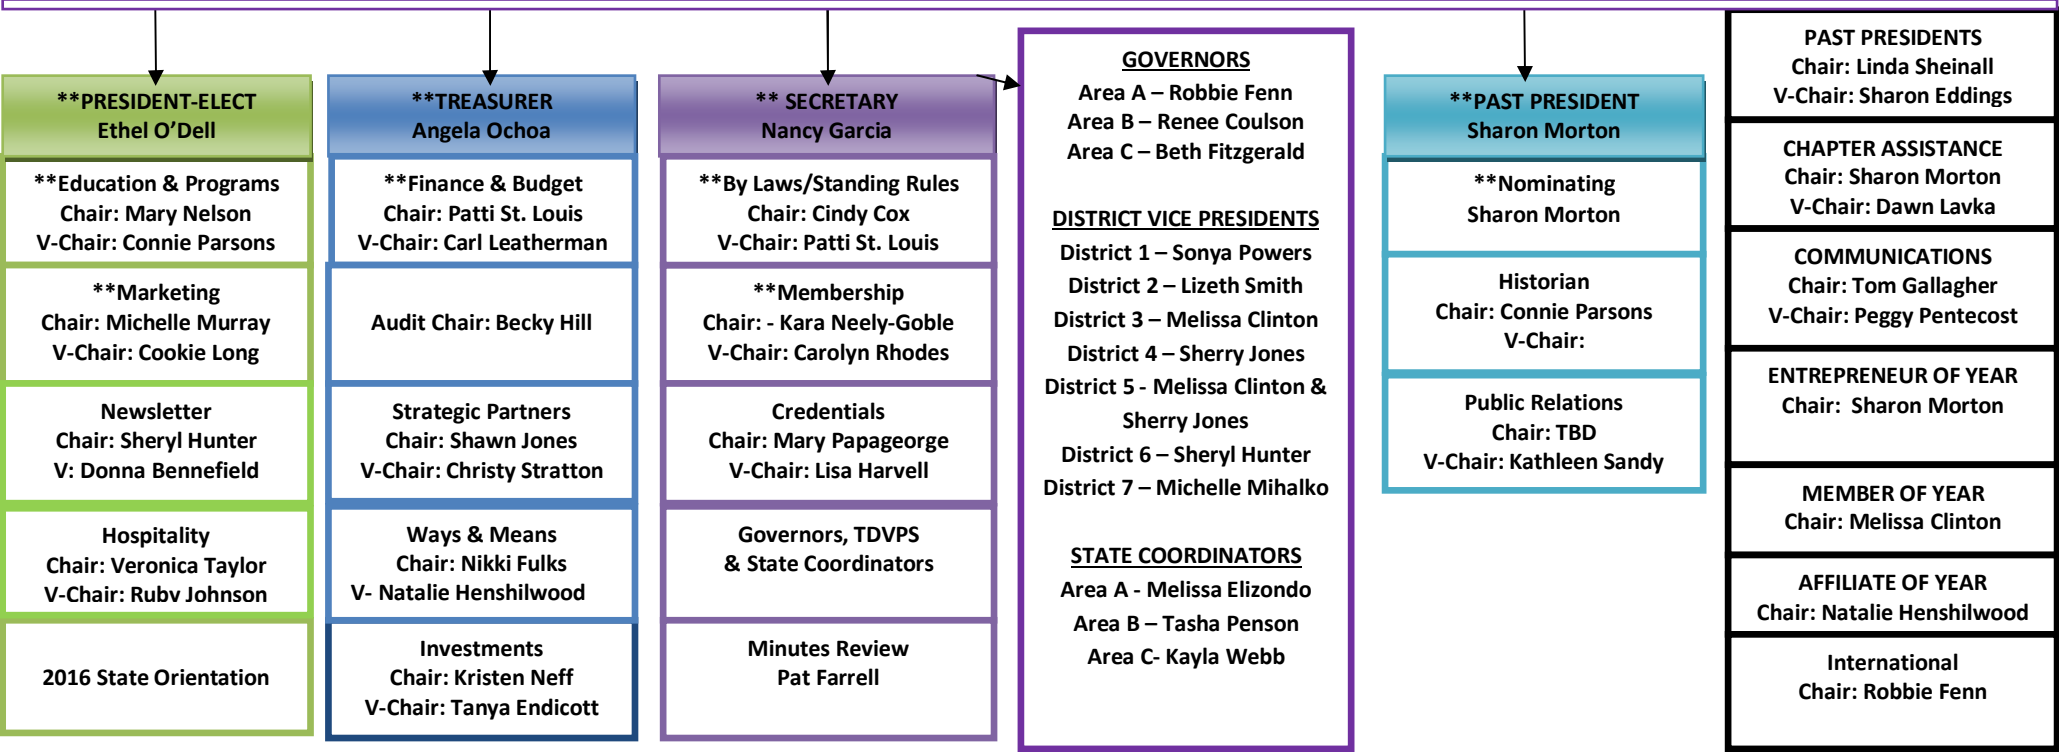 **PRESIDENT-ELECT
Ethel O’Dell
**Education & Programs
Chair: Mary Nelson
V-Chair: Connie Parsons
**Marketing
Chair: Michelle Murray
V-Chair: Cookie Long
Newsletter
Chair: Sheryl Hunter
V: Donna Bennefield
Hospitality
Chair: Veronica Taylor
V-Chair: Ruby Johnson
2016 State Orientation
**TREASURER
Angela Ochoa
**Finance & Budget
Chair: Patti St. Louis
V-Chair: Carl Leatherman
Audit Chair: Becky Hill
Strategic Partners
Chair: Shawn Jones
V-Chair: Christy Stratton
Ways & Means
Chair: Nikki Fulks
V- Natalie Henshilwood
Investments
Chair: Kristen Neff
V-Chair: Tanya Endicott
** SECRETARY
Nancy Garcia
**By Laws/Standing Rules
Chair: Cindy Cox
V-Chair: Patti St. Louis
**Membership
Chair: - Kara Neely-Goble
V-Chair: Carolyn Rhodes
Credentials
Chair: Mary Papageorge
V-Chair: Lisa Harvell
Governors, TDVPS
& State Coordinators
Minutes Review
Pat Farrell
GOVERNORS
Area A – Robbie Fenn
Area B – Renee Coulson
Area C – Beth Fitzgerald
DISTRICT VICE PRESIDENTS
District 1 – Sonya Powers
District 2 – Lizeth Smith
District 3 – Melissa Clinton
District 4 – Sherry Jones
District 5 - Melissa Clinton &
Sherry Jones
District 6 – Sheryl Hunter
District 7 – Michelle Mihalko
STATE COORDINATORS
Area A - Melissa Elizondo
Area B – Tasha Penson
Area C- Kayla Webb
**PAST PRESIDENT
Sharon Morton
**Nominating
Sharon Morton
Historian
Chair: Connie Parsons
V-Chair:
Public Relations
Chair: TBD
V-Chair: Kathleen Sandy
PAST PRESIDENTS
Chair: Linda Sheinall
V-Chair: Sharon Eddings
CHAPTER ASSISTANCE
Chair: Sharon Morton
V-Chair: Dawn Lavka
COMMUNICATIONS
Chair: Tom Gallagher
V-Chair: Peggy Pentecost
ENTREPRENEUR OF YEAR
Chair:  Sharon Morton
MEMBER OF YEAR
Chair: Melissa Clinton
AFFILIATE OF YEAR
Chair: Natalie Henshilwood
International
Chair: Robbie Fenn